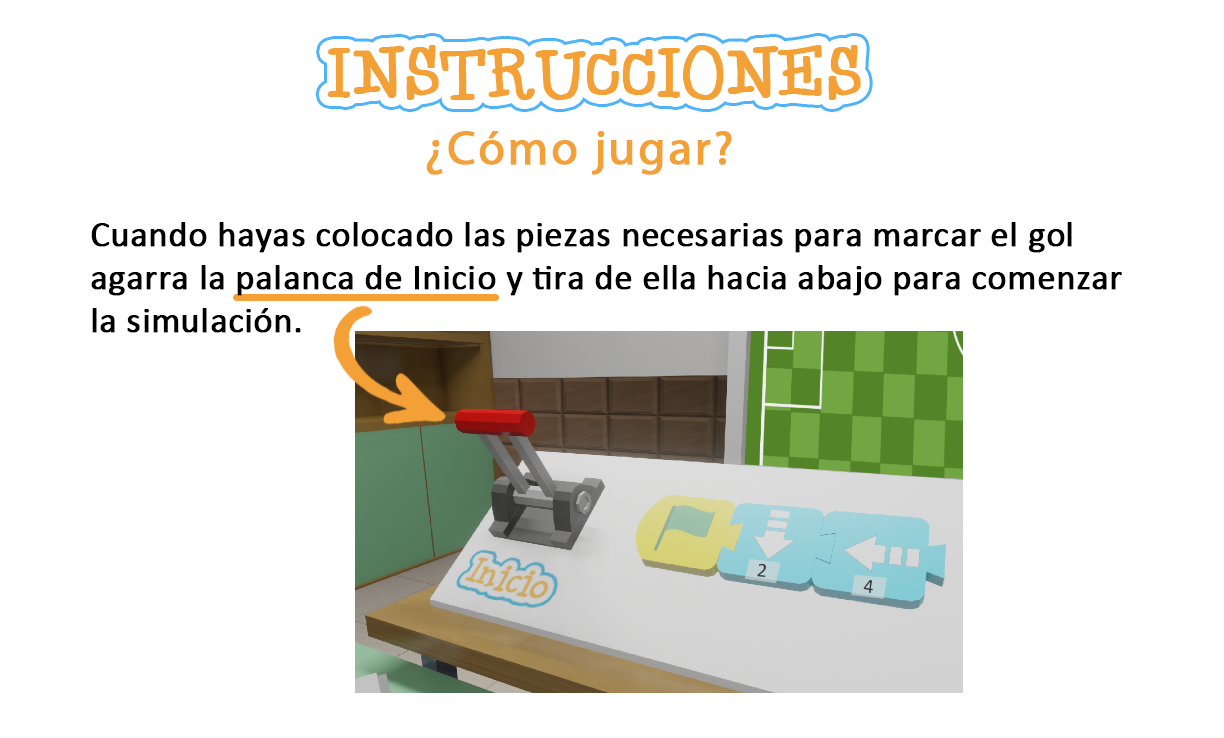 INSTRUCCIONES
¿Cómo jugar?
Cuando hayas colocado las piezas necesarias para marcar el gol
agarra la palanca de Inicio y tira de ella hacia abajo para comenzar
la simulación.
Inicio
2
4